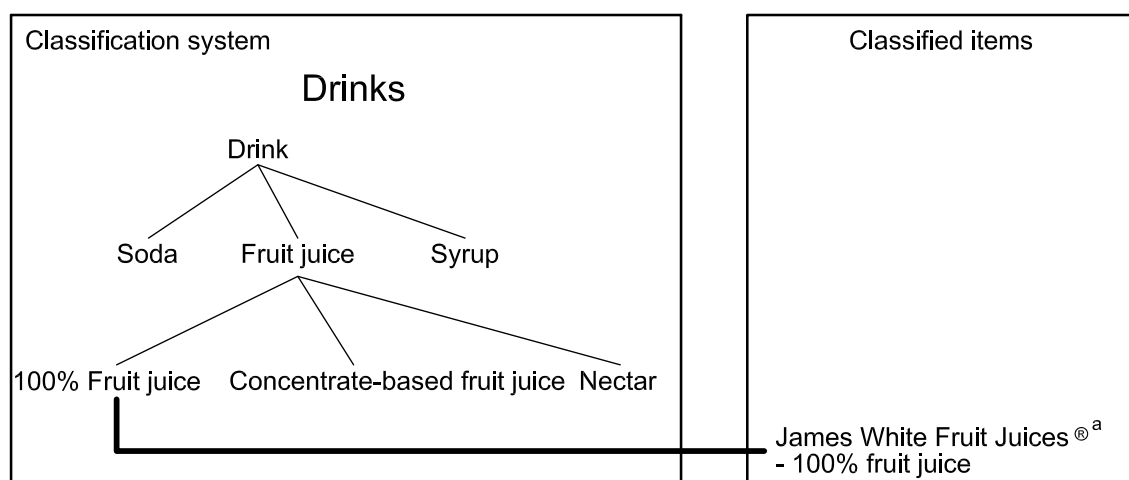 Classification system
Classified items
Drinks
Drink
Soda
Fruit juice
Syrup
100% Fruit juice
Concentrate-based fruit juice
Nectar
James White Fruit Juices ® a
- 100% fruit juice